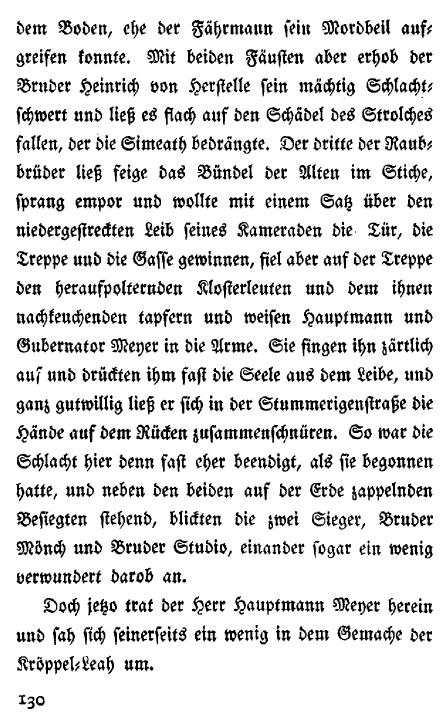 dem Boden, ehe der Fährmann sein Mordbeil auf-
greifen konnte. Mit beiden Fäusten aber erhob der
Bruder Heinrich von Herstelle sein mächtig Schlacht-
schwert und ließ es flach auf den Schädel des Strolches
fallen, der die Simeath bedrängte. Der dritte der Raub-
brüder ließ feige das Bündel der Alten im Stiche,
sprang empor und wollte mit einem Satz über den
niedergestreckten Leib seines Kameraden die Tür, die
Treppe und die Gasse gewinnen, fiel aber auf der Treppe
den heraufpolternden Klosterleuten und dem ihnen
nachkeuchenden tapfern und weisen Hauptmann und
Gubernator Meyer in die Arme. Sie fingen ihn zärtlich
auf und drückten ihm fast die Seele aus dem Leibe, und
ganz gutwillig ließ er sich in der Stummerigenstraße die
Hände auf dem Rücken zusammenschnüren. So war die
Schlacht hier denn fast eher beendigt, als sie begonnen
hatte, und neben den beiden auf der Erde zappelnden
Besiegten stehend, blickten die zwei Sieger, Bruder
Mönch und Bruder Studio, einander sogar ein wenig
verwundert darob an.
Doch jetzo trat der Herr Hauptmann Meyer herein
und sah sich seinerseits ein wenig in dem Gemache der
Kröppel-Leah um.
130